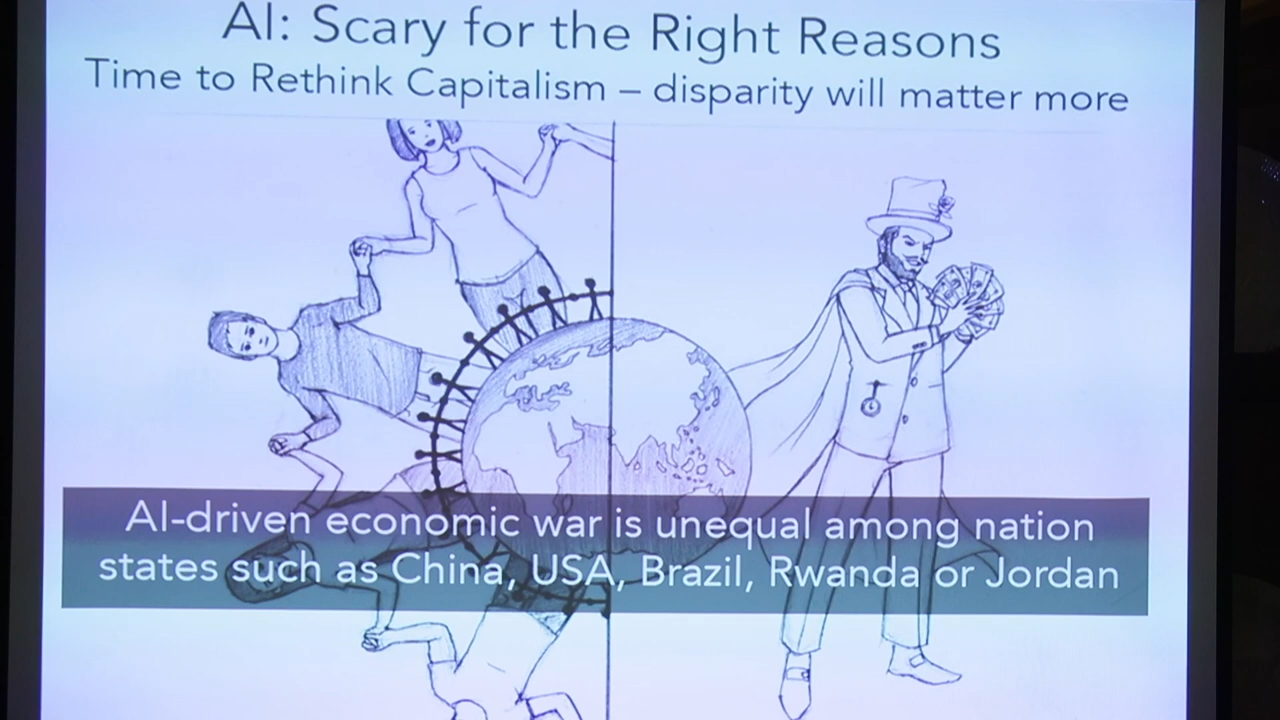 AI: Scary for the Right Reasons
Time to Rethink Capitalism – disparity will matter more
AI-driven economic war is unequal among nation
states such as China, USA, Brazil, Rwanda or Jordan